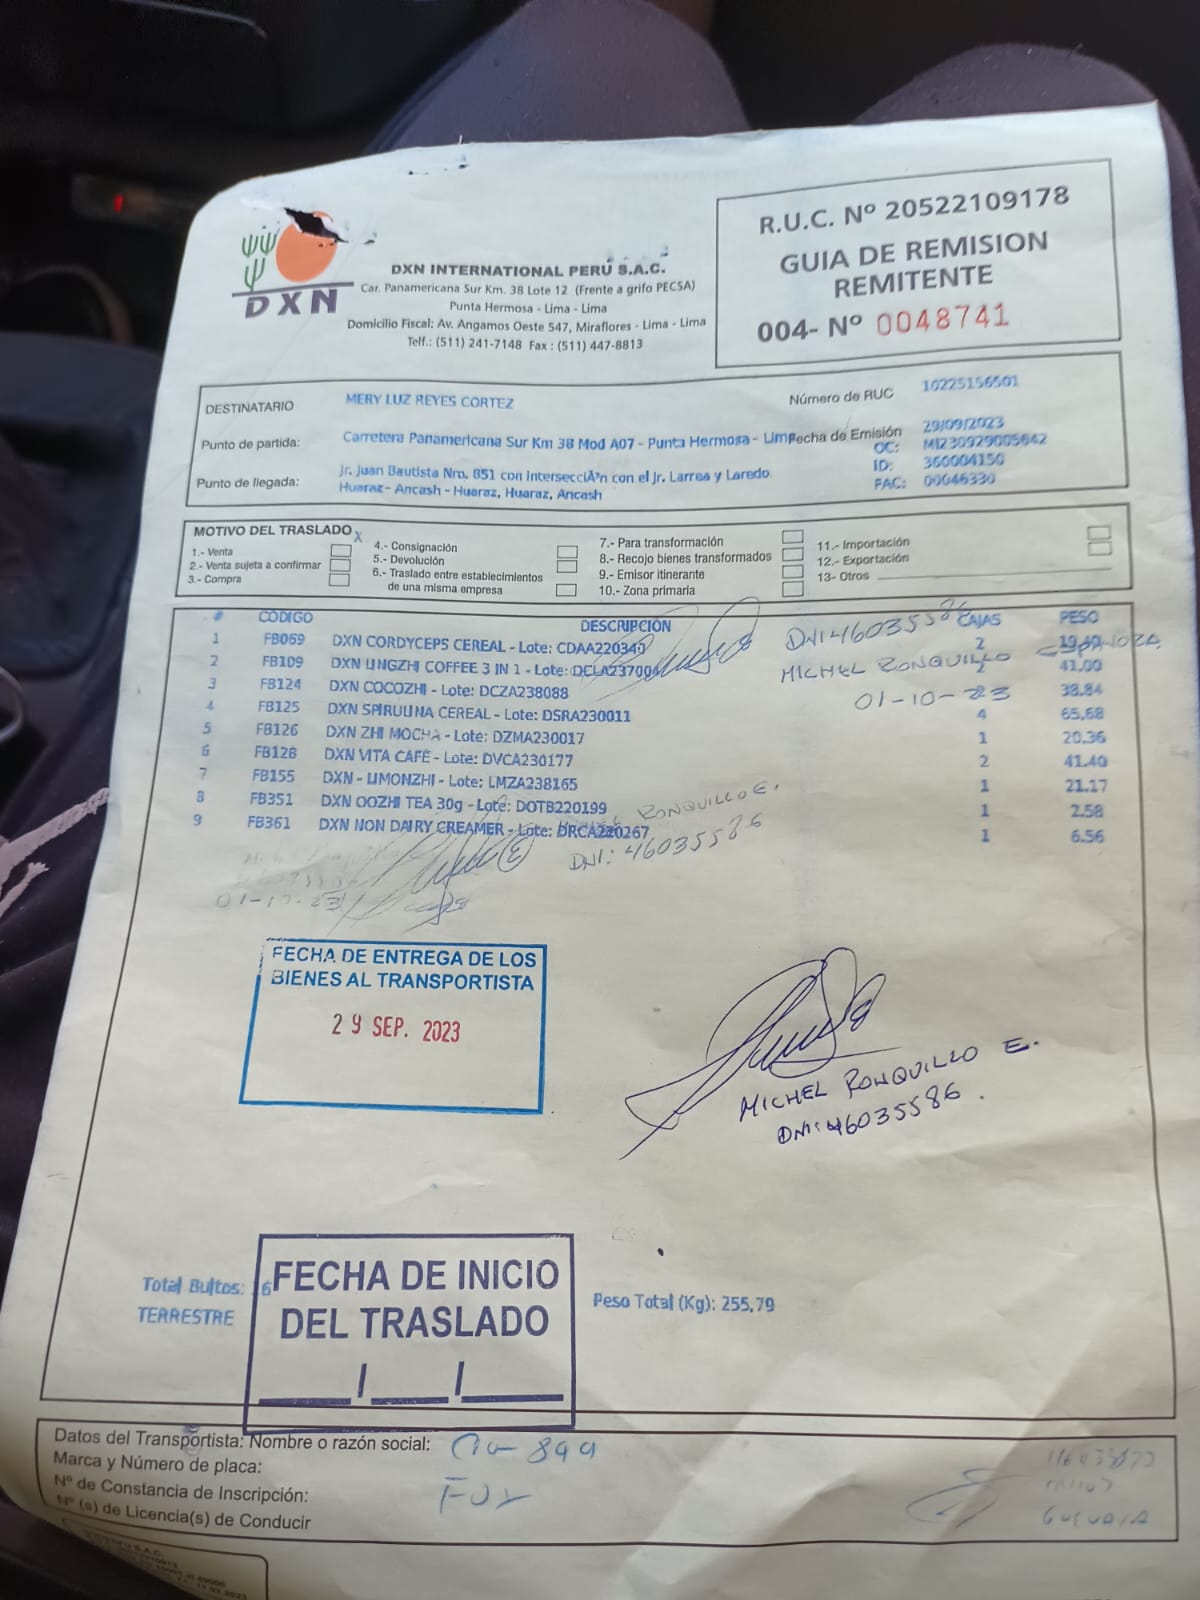 DXN
DXN INTERNATIONAL PERÚ S.A.C.
Car. Panamericana Sur Km. 38 Lote 12 (Frente a grifo PECSA)
Punta Hermosa - Lima - Lima
Domicilio Fiscal: Av. Angamos Oeste 547, Miraflores - Lima - Lima
Telf.: (511) 241-7148 Fax : (511) 447-8813
R.U.C. Nº 20522109178
GUIA DE REMISION
REMITENTE
004- Nº 0048741
DESTINATARIO MERY LUZ REYES CORTEZ Número de RUC 10225156501
Punto de partida: Carretera Panamericana Sur Km 38 Mod A07 - Punta Hermosa - Lim Fecha de Emisión 29/09/2023
OC: MI230929005642
Punto de llegada: Jr. Juan Bautista Nro. 851 con IntersecciÃ³n con el Jr. Larrea y Laredo. ID: 360004150
Huaraz- Ancash - Huaraz, Huaraz, Ancash FAC: 00046330
MOTIVO DEL TRASLADO X
1.- Venta
2.- Venta sujeta a confirmar
3.- Compra
4.- Consignación
5.- Devolución
6.- Traslado entre establecimientos
de una misma empresa
7.- Para transformación
8.- Recojo bienes transformados
9.- Emisor itinerante
10.- Zona primaria
11.- Importación
12.- Exportación
13- Otros
# CODIGO DESCRIPCIÓN CAJAS PESO
1 FB069 DXN CORDYCEPS CEREAL - Lote: CDAA220340 2 19.40
2 FB109 DXN LINGZHI COFFEE 3 IN 1 - Lote: DCLA237004 2 41.00
3 FB124 DXN COCOZHI - Lote: DCZA238088 38.84
4 FB125 DXN SPIRULINA CEREAL - Lote: DSRA230011 4 65.68
5 FB126 DXN ZHI MOCHA - Lote: DZMA230017 1 20.36
6 FB128 DXN VITA CAFÉ - Lote: DVCA230177 2 41.40
7 FB155 DXN - LIMONZHI - Lote: LMZA238165 1 21.17
8 FB351 DXN OOZHI TEA 30g - Lote: DOTB220199 1 2.58
9 FB361 DXN NON DAIRY CREAMER - Lote: BRCA220267 1 6.56
DNI 46035586
MICHEL RONQUILLO
01-10-23
RONQUILLO E.
DNI: 46035586
01-10-23
FECHA DE ENTREGA DE LOS
BIENES AL TRANSPORTISTA
29 SEP. 2023
MICHEL RONQUILLO E.
DNI: 46035586.
Total Bultos: 16
TERRESTRE
FECHA DE INICIO
DEL TRASLADO
__/__/__
Peso Total (Kg): 255.79
Datos del Transportista: Nombre o razón social:
Marca y Número de placa:
Nº de Constancia de Inscripción:
Nº (s) de Licencia(s) de Conducir